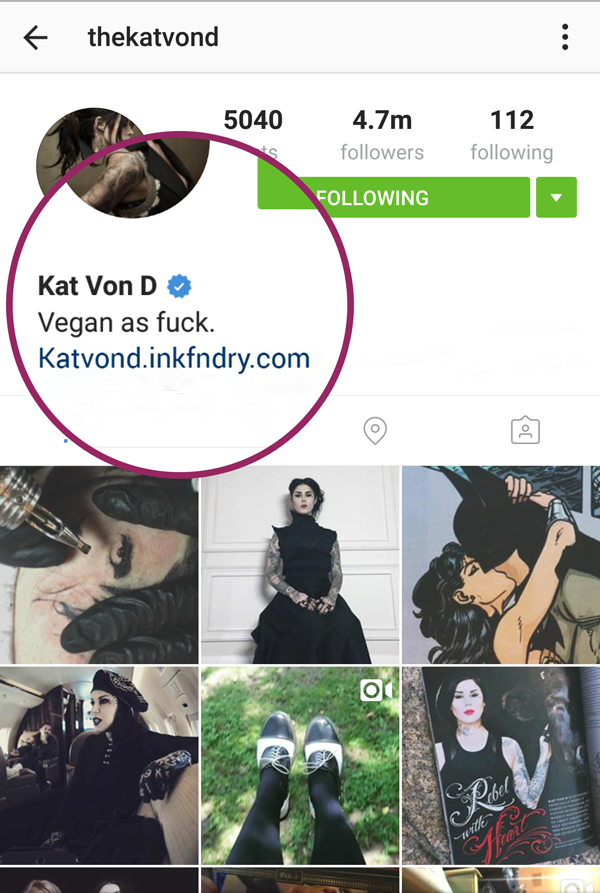 thekatvond
5040 4.7m 112
ts followers following
FOLLOWING
Kat Von D
Vegan as fuck.
Katvond.inkfndry.com
Rebel
with
Heart